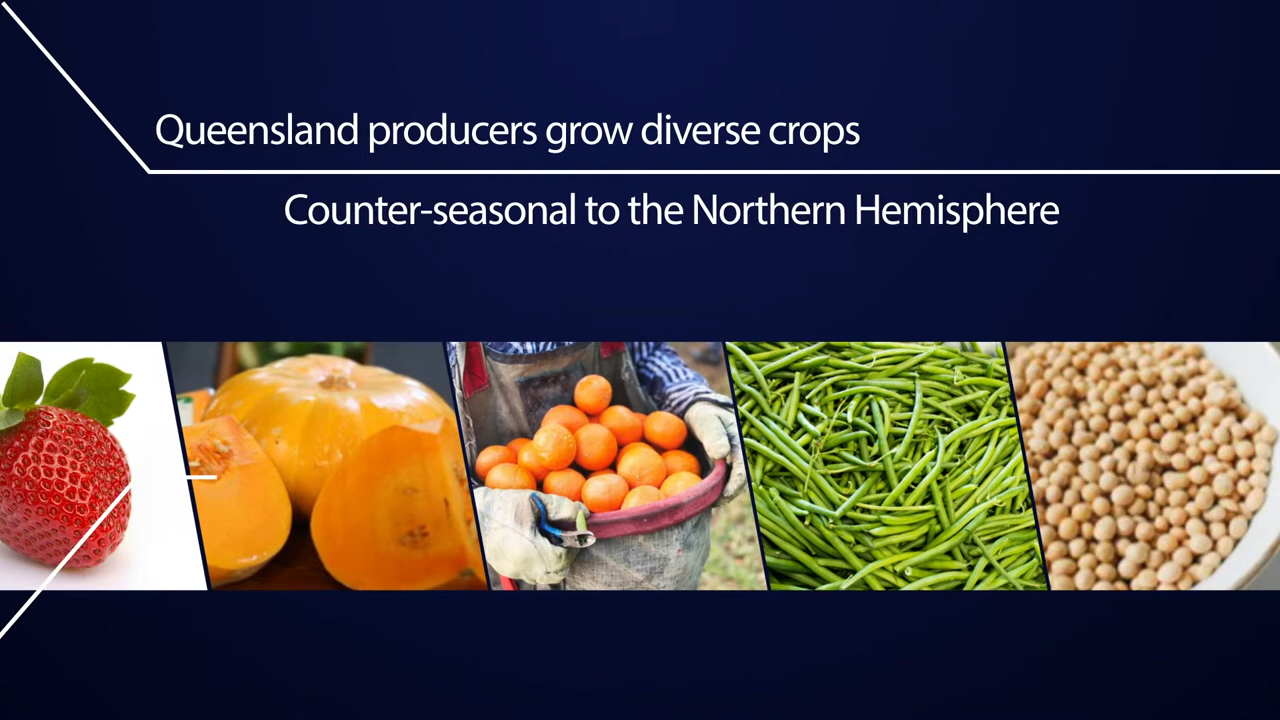 Queensland producers grow diverse crops
Counter-seasonal to the Northern Hemisphere